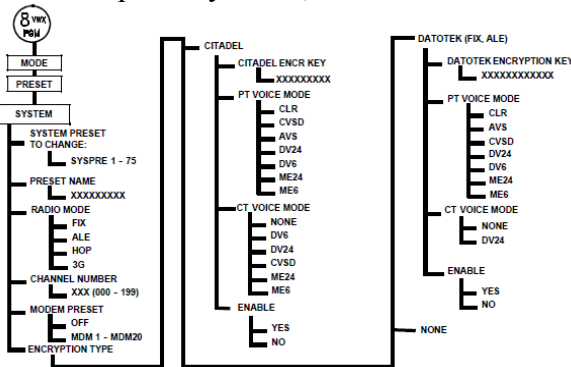 8 VWX
PGM
MODE
PRESET
SYSTEM
SYSTEM PRESET
TO CHANGE:
SYSPRE 1 - 75
PRESET NAME
XXXXXXXXX
RADIO MODE
FIX
ALE
HOP
3G
CHANNEL NUMBER
XXX (000 - 199)
MODEM PRESET
OFF
MDM 1 - MDM20
ENCRYPTION TYPE
CITADEL
CITADEL ENCR KEY
XXXXXXXXX
PT VOICE MODE
CLR
CVSD
AVS
DV24
DV6
ME24
ME6
CT VOICE MODE
NONE
DV6
DV24
CVSD
ME24
ME6
ENABLE
YES
NO
DATOTEK (FIX, ALE)
DATOTEK ENCRYPTION KEY
XXXXXXXXXXXX
PT VOICE MODE
CLR
AVS
CVSD
DV24
DV6
ME24
ME6
CT VOICE MODE
NONE
DV24
ENABLE
YES
NO
NONE